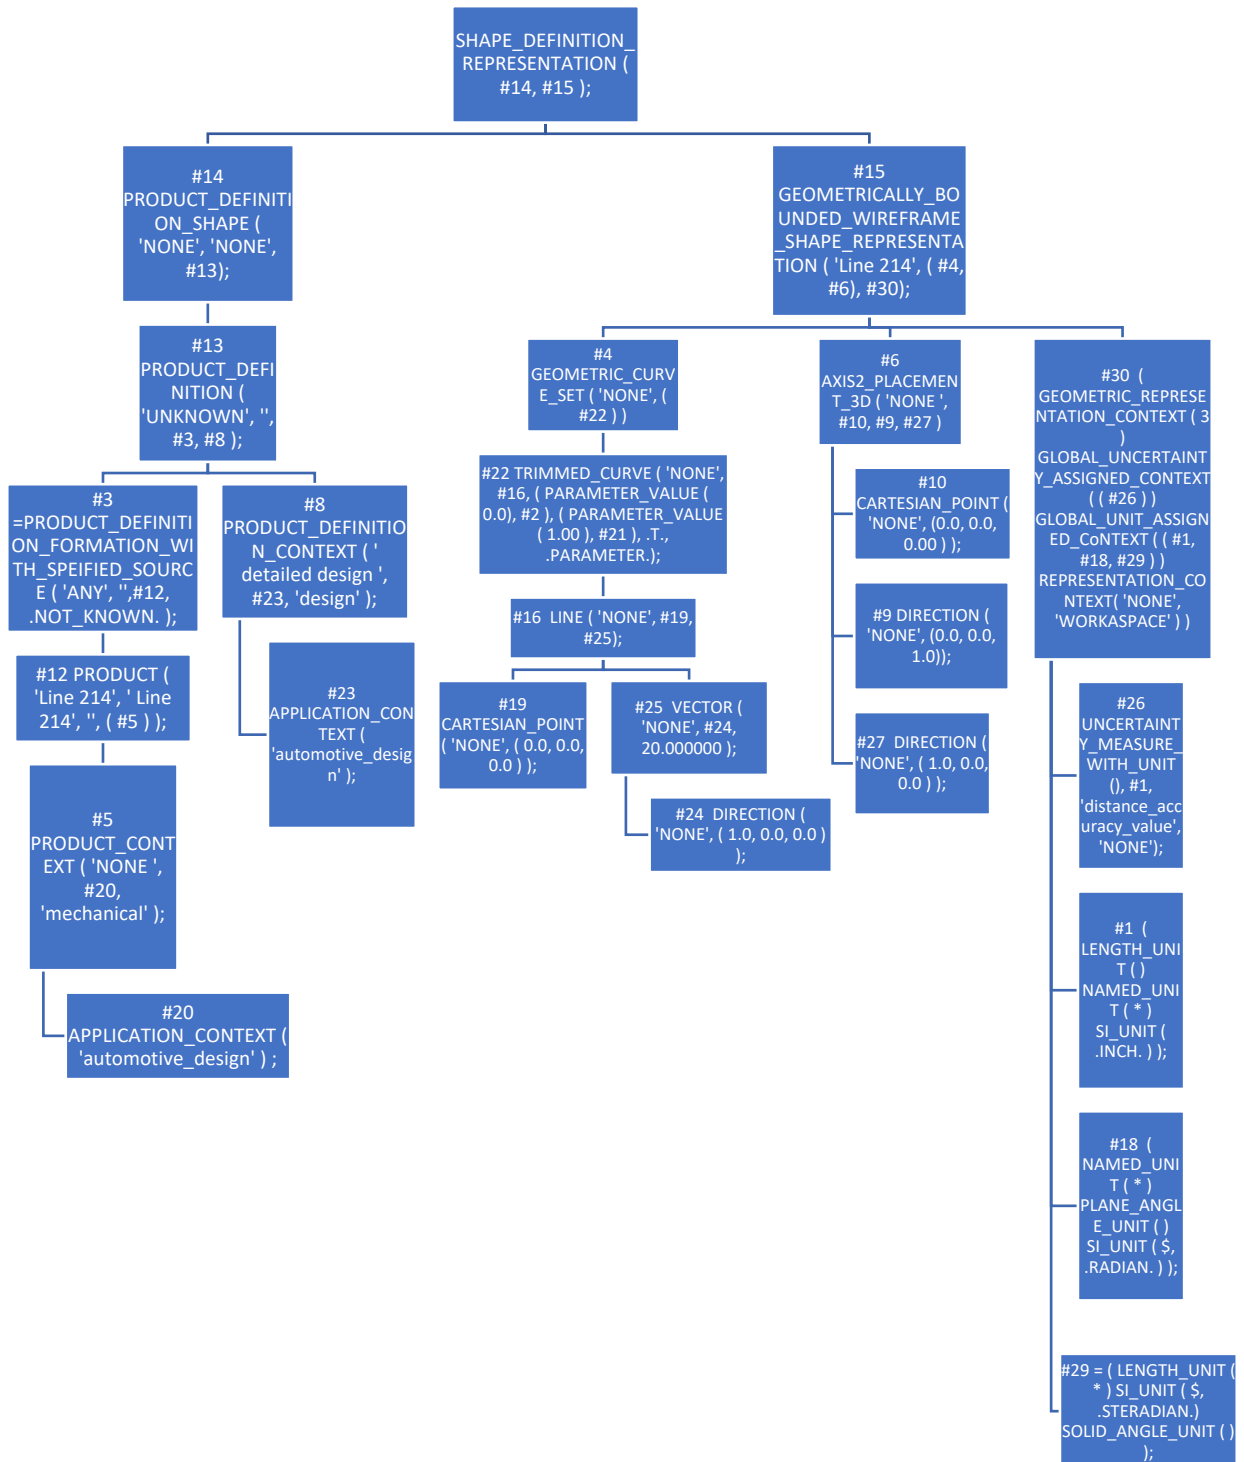 SHAPE_DEFINITION_
REPRESENTATION (
#14, #15 );
#14
PRODUCT_DEFINITI
ON_SHAPE (
'NONE', 'NONE',
#13);
#15
GEOMETRICALLY_BO
UNDED_WIREFRAME
_SHAPE_REPRESENTA
TION ( 'Line 214', ( #4,
#6), #30);
#13
PRODUCT_DEFI
NITION (
'UNKNOWN', '',
#3, #8 );
#4
GEOMETRIC_CURV
E_SET ( 'NONE', (
#22 ) )
#6
AXIS2_PLACEMEN
T_3D ( 'NONE ',
#10, #9, #27 )
#30 (
GEOMETRIC_REPRESE
NTATION_CONTEXT ( 3
)
GLOBAL_UNCERTAINT
Y_ASSIGNED_CONTEXT
( ( #26 ) )
GLOBAL_UNIT_ASSIGN
ED_CoNTEXT ( ( #1,
#18, #29 ) )
REPRESENTATION_CO
NTEXT( 'NONE',
'WORKASPACE' ) )
#3
=PRODUCT_DEFINITI
ON_FORMATION_WI
TH_SPEIFIED_SOURC
E ( 'ANY', '',#12,
.NOT_KNOWN. );
#8
PRODUCT_DEFINITIO
N_CONTEXT ( '
detailed design ',
#23, 'design' );
#22 TRIMMED_CURVE ( 'NONE',
#16, ( PARAMETER_VALUE (
0.0), #2 ), ( PARAMETER_VALUE
( 1.00 ), #21 ), .T.,
.PARAMETER.);
#10
CARTESIAN_POINT (
'NONE', (0.0, 0.0,
0.00 ) );
#16 LINE ( 'NONE', #19,
#25);
#9 DIRECTION (
'NONE', (0.0, 0.0,
1.0));
#12 PRODUCT (
'Line 214', ' Line
214', '', ( #5 ) );
#23
APPLICATION_CON
TEXT (
'automotive_desig
n' );
#19
CARTESIAN_POINT
( 'NONE', ( 0.0, 0.0,
0.0 ) );
#25 VECTOR (
'NONE', #24,
20.000000 );
#27 DIRECTION (
'NONE', ( 1.0, 0.0,
0.0 ) );
#26
UNCERTAINT
Y_MEASURE_
WITH_UNIT
(), #1,
'distance_acc
uracy_value',
'NONE');
#5
PRODUCT_CONT
EXT ( 'NONE ',
#20,
'mechanical' );
#24 DIRECTION (
'NONE', ( 1.0, 0.0, 0.0 )
);
#1 (
LENGTH_UNI
T ( )
NAMED_UNI
T ( * )
SI_UNIT (
.INCH. ) );
#20
APPLICATION_CONTEXT (
'automotive_design' ) ;
#18 (
NAMED_UNI
T ( * )
PLANE_ANGL
E_UNIT ( )
SI_UNIT ( $,
.RADIAN. ) );
#29 = ( LENGTH_UNIT (
* ) SI_UNIT ( $,
.STERADIAN.)
SOLID_ANGLE_UNIT ( )
);